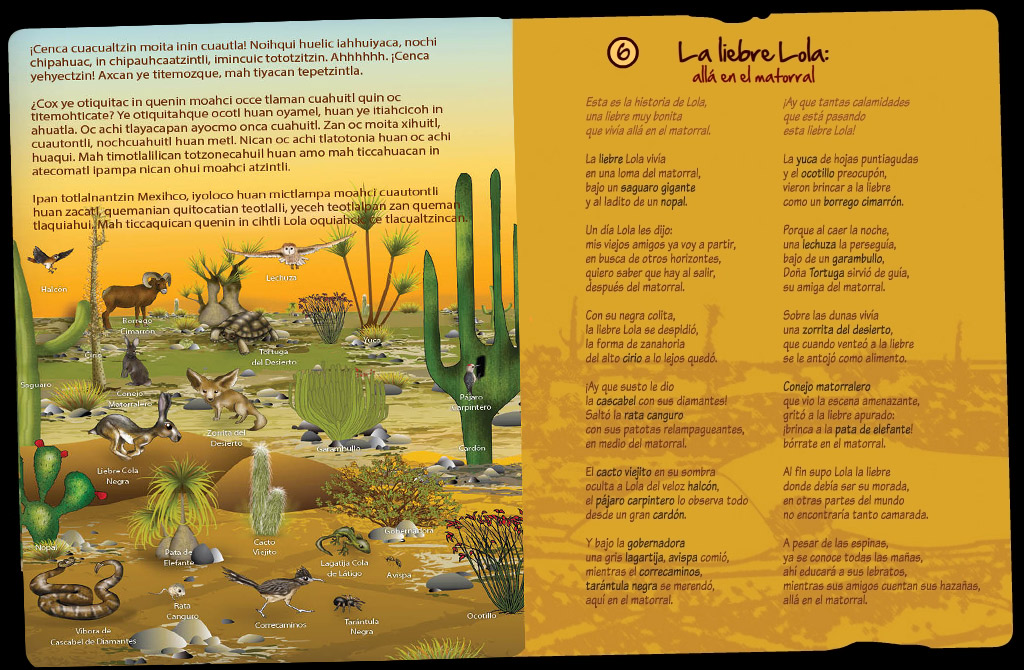 ¡Cenca cuacualtzin moita inin cuautla! Noihqui huelic iahhuiyaca, nochi
chipahuac, in chipauhcaatzintli, imincuic tototzitzin. Ahhhhhh. ¡Cenca
yehyectzin! Axcan ye titemozque, mah tiyacan tepetzintla.
¿Cox ye otiquitac in quenin moahci occe tlaman cuahuitl quin oc
titemohticate? Ye otiquitahque ocotl huan oyamel, huan ye itiahcicoh in
ahuatla. Oc achi tlayacapan ayocmo onca cuahuitl. Zan oc moita xihuitl,
cuautontli, nochcuahuitl huan metl. Nican oc achi tlatotonia huan oc achi
huaqui. Mah timotlalilican totzonecahuil huan amo mah ticcahuacan in
atecomatl ipampa nican ohui moahci atzintli.
Ipan totlalnantzin Mexihco, iyoloco huan mictlampa moahci cuautontli
huan zacatl, quemanian quitocatian teotlalli, yeceh teotlalpan zan queman
tlaquiahui. Mah ticcaquican quenin in cihtli Lola oquiahcic ce tlacualtzincan.
Halcón
Borrego
Cimarrón
Lechuza
Cirio
Tortuga
del Desierto
Yuca
Saguaro
Conejo
Matorralero
Zorrita del
Desierto
Garambullo
Pájaro
Carpintero
Cardón
Liebre Cola
Negra
Nopal
Pata de
Elefante
Cacto
Viejito
Gobernadora
Lagatija Cola
de Látigo
Avispa
Víbora de
Cascabel de Diamantes
Rata
Canguro
Correcaminos
Tarántula
Negra
Ocotillo
6
La liebre Lola:
allá en el matorral
Esta es la historia de Lola,
una liebre muy bonita
que vivía allá en el matorral.
La liebre Lola vivía
en una loma del matorral,
bajo un saguaro gigante
y al ladito de un nopal.
Un día Lola les dijo:
mis viejos amigos ya voy a partir,
en busca de otros horizontes,
quiero saber que hay al salir,
después del matorral.
Con su negra colita,
la liebre Lola se despidió,
la forma de zanahoria
del alto cirio a lo lejos quedó.
¡Ay que susto le dio
la cascabel con sus diamantes!
Saltó la rata canguro
con sus patotas relampagueantes,
en medio del matorral.
El cacto viejito en su sombra
oculta a Lola del veloz halcón,
el pájaro carpintero lo observa todo
desde un gran cardón.
Y bajo la gobernadora
una gris lagartija, avispa comió,
mientras el correcaminos,
tarántula negra se merendó,
aquí en el matorral.
¡Ay que tantas calamidades
que está pasando
esta liebre Lola!
La yuca de hojas puntiagudas
y el ocotillo preocupón,
vieron brincar a la liebre
como un borrego cimarrón.
Porque al caer la noche,
una lechuza la perseguía,
bajo de un garambullo,
Doña Tortuga sirvió de guía,
su amiga del matorral.
Sobre las dunas vivía
una zorrita del desierto,
que cuando venteó a la liebre
se le antojó como alimento.
Conejo matorralero
que vio la escena amenazante,
gritó a la liebre apurado:
¡brinca a la pata de elefante!
bórrate en el matorral.
Al fin supo Lola la liebre
donde debía ser su morada,
en otras partes del mundo
no encontraría tanto camarada.
A pesar de las espinas,
ya se conoce todas las mañas,
ahí educará a sus lebratos,
mientras sus amigos cuentan sus hazañas,
allá en el matorral.